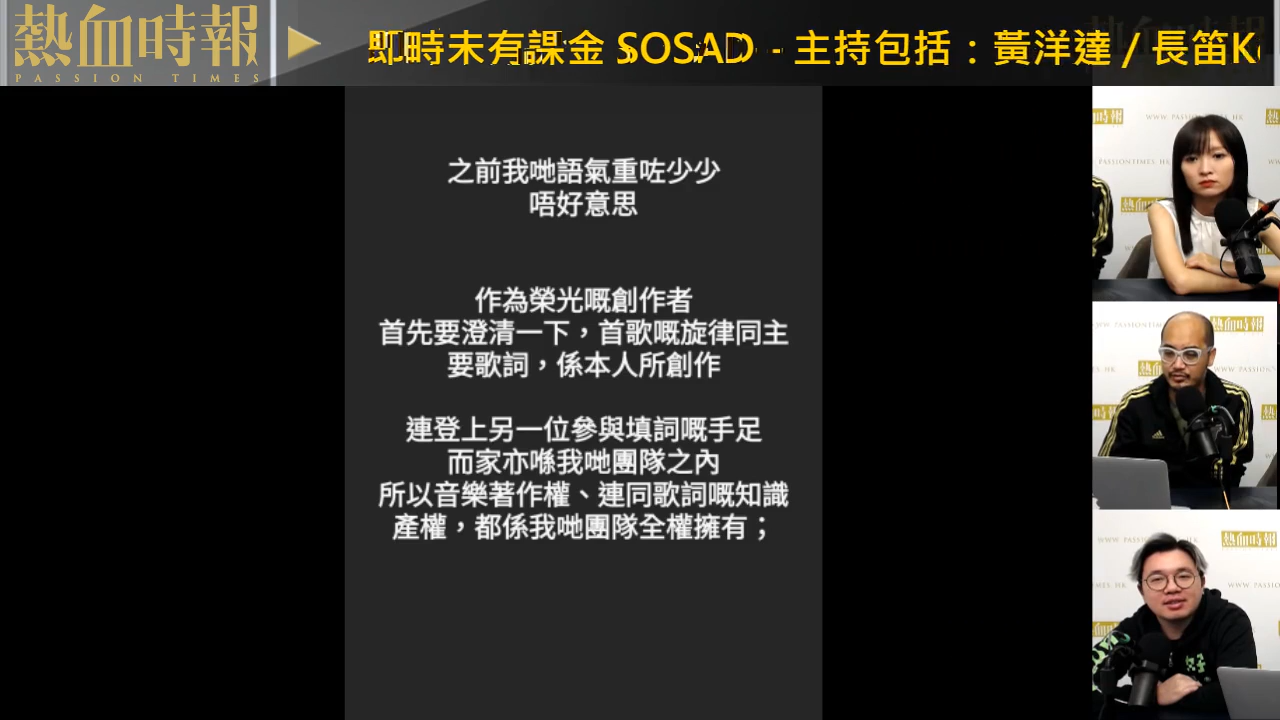 熱血時報
PASSION TIMES
即時未有課金 SOSAD - 主持包括：黃洋達 / 長笛K
之前我哋語氣重咗少少
唔好意思
作為榮光嘅創作者
首先要澄清一下，首歌嘅旋律同主
要歌詞，係本人所創作
連登上另一位參與填詞嘅手足
而家亦喺我哋團隊之內
所以音樂著作權、連同歌詞嘅知識
產權，都係我哋團隊全權擁有；
WWW.PASSIONTIMES.HK